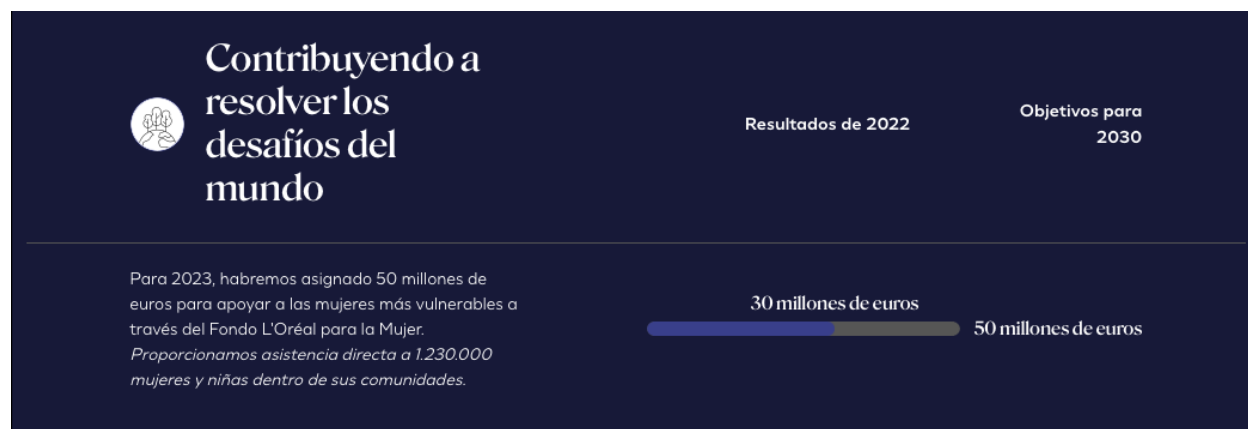 Contribuyendo a
resolver los
desafíos del
mundo
Resultados de 2022
Objetivos para
2030
Para 2023, habremos asignado 50 millones de
euros para apoyar a las mujeres más vulnerables a
través del Fondo L'Oréal para la Mujer.
Proporcionamos asistencia directa a 1.230.000
mujeres y niñas dentro de sus comunidades.
30 millones de euros
50 millones de euros